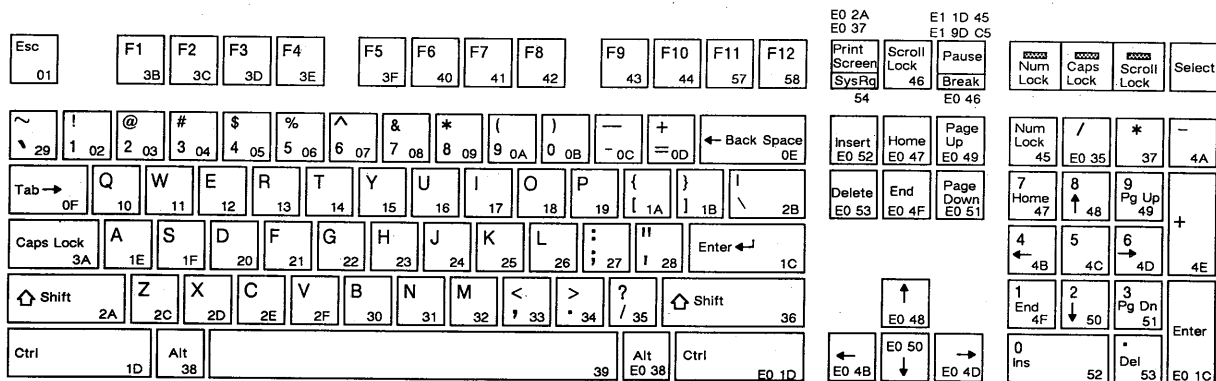 E0 2A E1 1D 45
E0 37 E1 9D C5
Esc F1 F2 F3 F4 F5 F6 F7 F8 F9 F10 F11 F12 Print Screen Scroll Lock Pause Num Lock Caps Lock Scroll Lock Select
01 3B 3C 3D 3E 3F 40 41 42 43 44 57 58 SysRq 46 Break
54 E0 46
~ ! @ # $ % ^ & * ( ) — +
` 29 1 02 2 03 3 04 4 05 5 06 6 07 7 08 8 09 9 0A 0 0B - 0C = 0D ← Back Space 0E Insert E0 52 Home E0 47 Page Up E0 49 Num Lock 45 / E0 35 * 37 - 4A
Tab → 0F Q 10 W 11 E 12 R 13 T 14 Y 15 U 16 I 17 O 18 P 19 { [ 1A } ] 1B | \ 2B Delete E0 53 End E0 4F Page Down E0 51 7 Home 47 8 ↑ 48 9 Pg Up 49 +
Caps Lock 3A A 1E S 1F D 20 F 21 G 22 H 23 J 24 K 25 L 26 : ; 27 " ' 28 Enter ↵ 1C 4 ← 4B 5 4C 6 → 4D 4E
⇧ Shift 2A Z 2C X 2D C 2E V 2F B 30 N 31 M 32 < , 33 > . 34 ? / 35 ⇧ Shift 36 ↑ E0 48 1 End 4F 2 ↓ 50 3 Pg Dn 51 Enter
Ctrl 1D Alt 38 39 Alt E0 38 Ctrl E0 1D ← E0 4B E0 50 ↓ → E0 4D 0 Ins 52 . Del 53 E0 1C